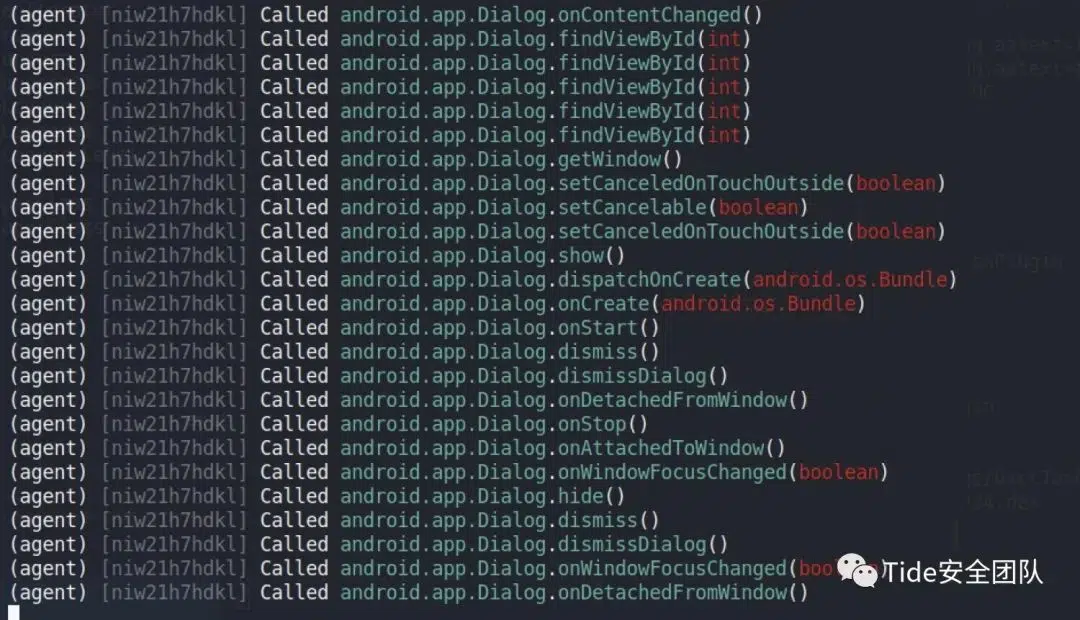 (agent) [niw21h7hdkl] Called android.app.Dialog.onContentChanged()
(agent) [niw21h7hdkl] Called android.app.Dialog.findViewById(int)
(agent) [niw21h7hdkl] Called android.app.Dialog.findViewById(int)
(agent) [niw21h7hdkl] Called android.app.Dialog.findViewById(int)
(agent) [niw21h7hdkl] Called android.app.Dialog.findViewById(int)
(agent) [niw21h7hdkl] Called android.app.Dialog.findViewById(int)
(agent) [niw21h7hdkl] Called android.app.Dialog.getWindow()
(agent) [niw21h7hdkl] Called android.app.Dialog.setCanceledOnTouchOutside(boolean)
(agent) [niw21h7hdkl] Called android.app.Dialog.setCancelable(boolean)
(agent) [niw21h7hdkl] Called android.app.Dialog.setCanceledOnTouchOutside(boolean)
(agent) [niw21h7hdkl] Called android.app.Dialog.show()
(agent) [niw21h7hdkl] Called android.app.Dialog.dispatchOnCreate(android.os.Bundle)
(agent) [niw21h7hdkl] Called android.app.Dialog.onCreate(android.os.Bundle)
(agent) [niw21h7hdkl] Called android.app.Dialog.onStart()
(agent) [niw21h7hdkl] Called android.app.Dialog.dismiss()
(agent) [niw21h7hdkl] Called android.app.Dialog.dismissDialog()
(agent) [niw21h7hdkl] Called android.app.Dialog.onDetachedFromWindow()
(agent) [niw21h7hdkl] Called android.app.Dialog.onStop()
(agent) [niw21h7hdkl] Called android.app.Dialog.onAttachedToWindow()
(agent) [niw21h7hdkl] Called android.app.Dialog.onWindowFocusChanged(boolean)
(agent) [niw21h7hdkl] Called android.app.Dialog.hide()
(agent) [niw21h7hdkl] Called android.app.Dialog.dismiss()
(agent) [niw21h7hdkl] Called android.app.Dialog.dismissDialog()
(agent) [niw21h7hdkl] Called android.app.Dialog.onWindowFocusChanged(boo
Tide安全团队
(agent) [niw21h7hdkl] Called android.app.Dialog.onDetachedFromWindow()